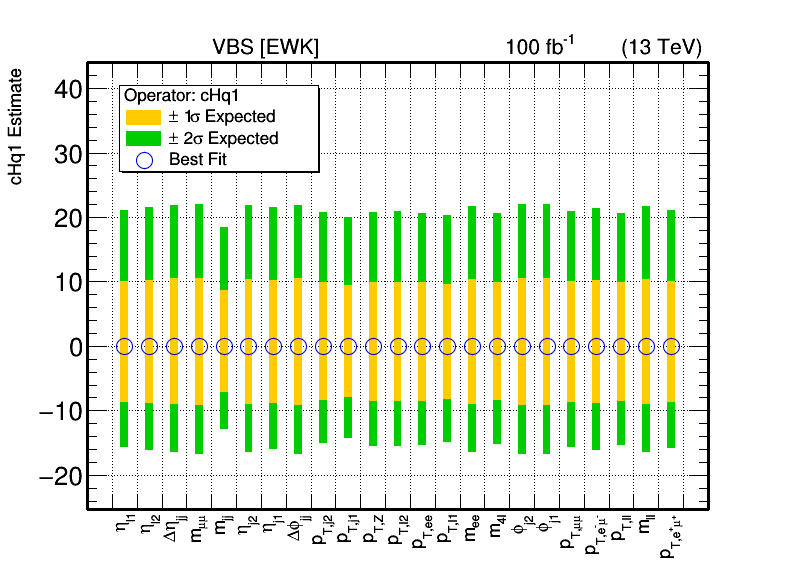 VBS [EWK] 100 fb⁻¹ (13 TeV)
cHq1 Estimate
Operator: cHq1
± 1σ Expected
± 2σ Expected
Best Fit
40
30
20
10
0
−10
−20
η_l1 η_l2 Δη_jj m_μμ m_jj η_j2 η_j1 Δφ_jj p_T,j2 p_T,j1 p_T,Z p_T,l2 p_T,ee p_T,l1 m_ee m_4l φ_j2 φ_j1 p_T,μμ p_T,e⁻μ⁻ p_T,ll m_ll p_T,e⁺μ⁺